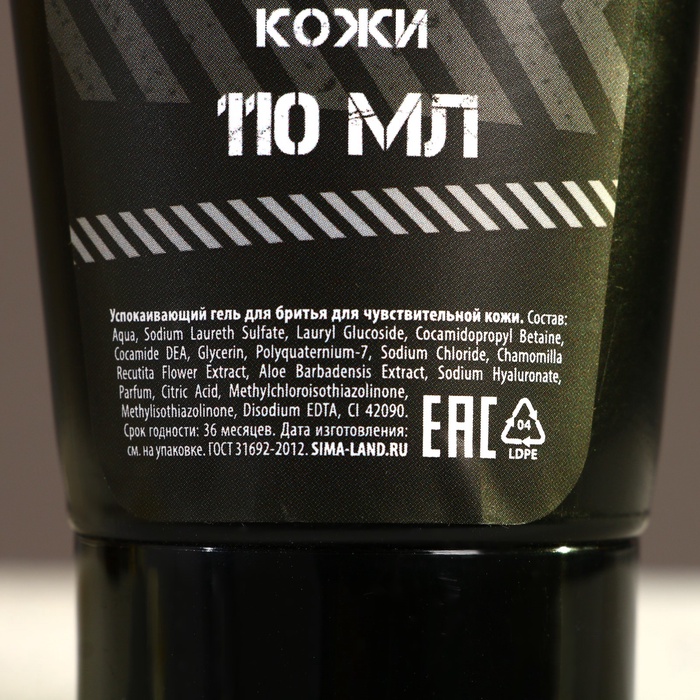 КОЖИ
110 МЛ
Успокаивающий гель для бритья для чувствительной кожи. Состав:
Aqua, Sodium Laureth Sulfate, Lauryl Glucoside, Cocamidopropyl Betaine,
Cocamide DEA, Glycerin, Polyquaternium-7, Sodium Chloride, Chamomilla
Recutita Flower Extract, Aloe Barbadensis Extract, Sodium Hyaluronate,
Parfum, Citric Acid, Methylchloroisothiazolinone,
Methylisothiazolinone, Disodium EDTA, CI 42090.
Срок годности: 36 месяцев. Дата изготовления:
см. на упаковке. ГОСТ 31692-2012. SIMA-LAND.RU
EAC
04
LDPE